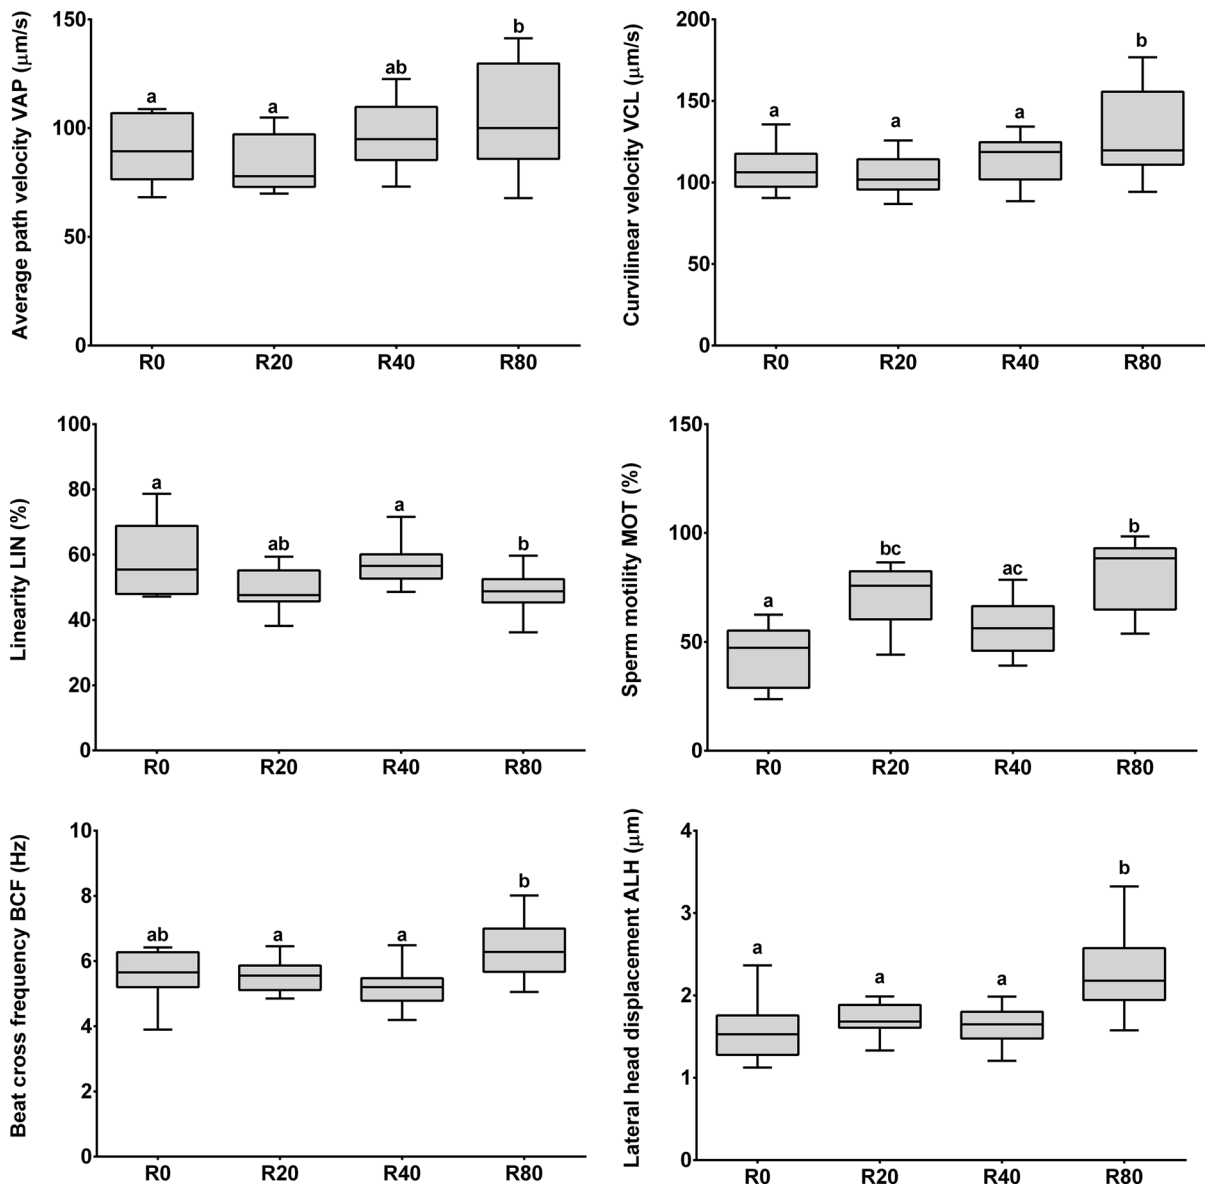 Average path velocity VAP (μm/s)
150
100
50
0
a
a
ab
b
R0 R20 R40 R80
Curvilinear velocity VCL (μm/s)
200
150
100
50
0
a
a
a
b
R0 R20 R40 R80
Linearity LIN (%)
100
80
60
40
20
0
a
ab
a
b
R0 R20 R40 R80
Sperm motility MOT (%)
150
100
50
0
a
bc
ac
b
R0 R20 R40 R80
Beat cross frequency BCF (Hz)
10
8
6
4
2
0
ab
a
a
b
R0 R20 R40 R80
Lateral head displacement ALH (μm)
4
3
2
1
0
a
a
a
b
R0 R20 R40 R80